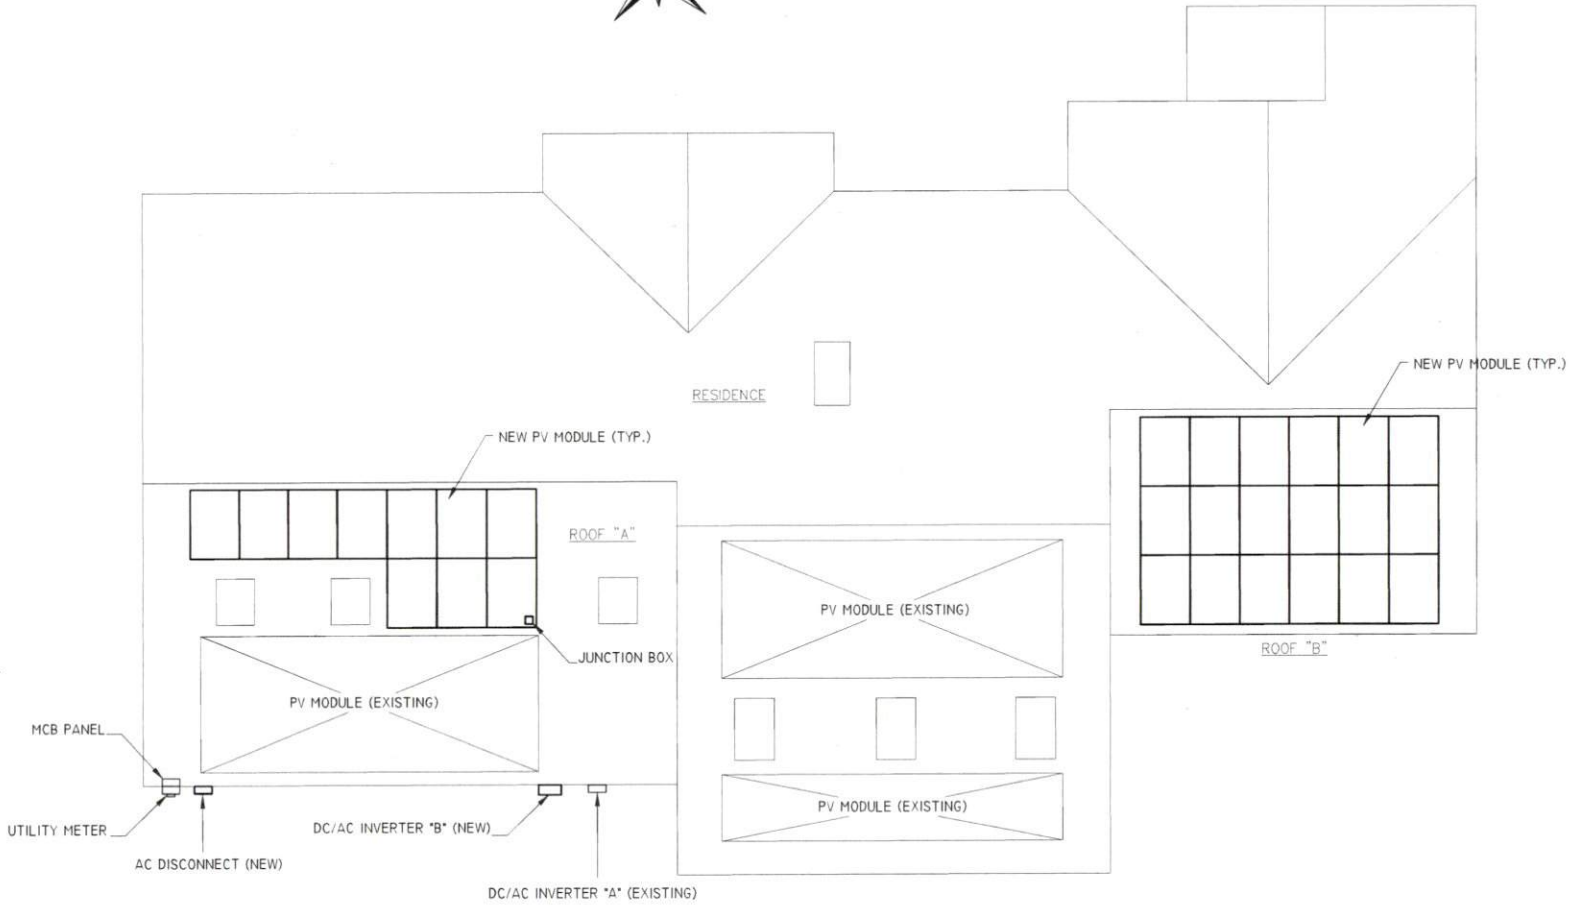 NEW PV MODULE (TYP.)
RESIDENCE
NEW PV MODULE (TYP.)
ROOF "A"
PV MODULE (EXISTING)
JUNCTION BOX
ROOF "B"
PV MODULE (EXISTING)
MCB PANEL
PV MODULE (EXISTING)
UTILITY METER
DC/AC INVERTER "B" (NEW)
AC DISCONNECT (NEW)
DC/AC INVERTER "A" (EXISTING)